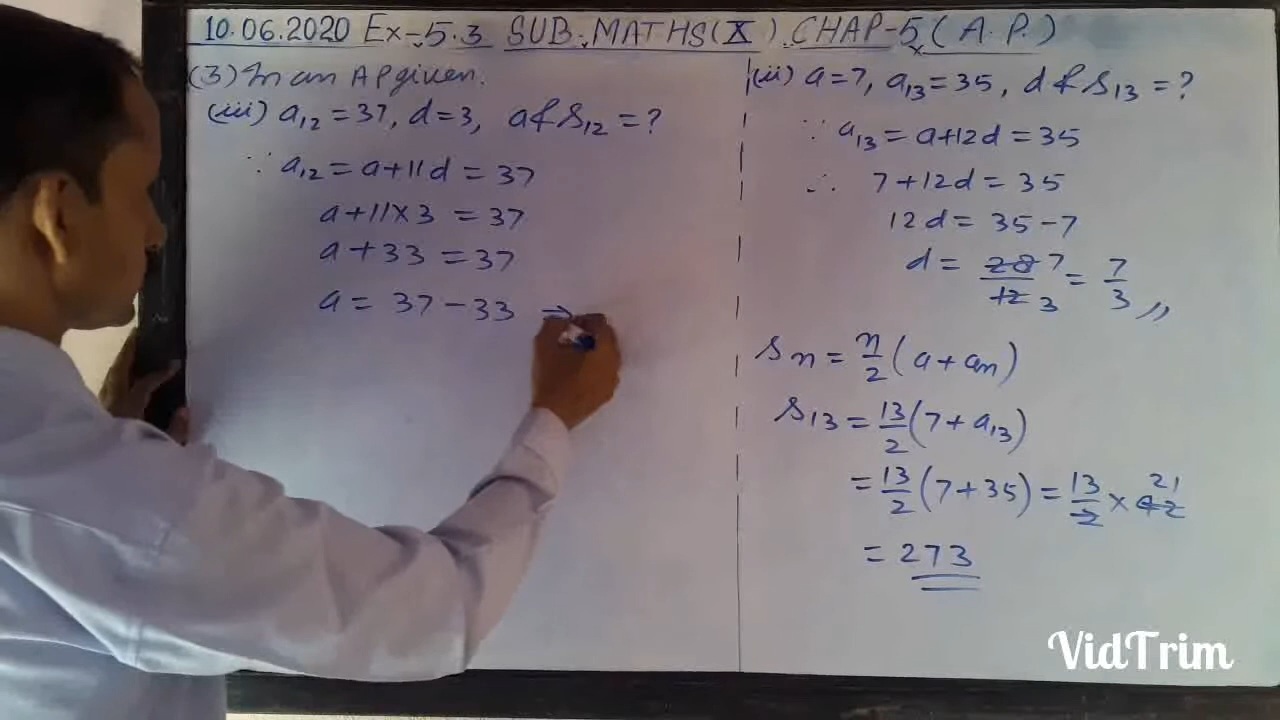 10.06.2020 Ex-5.3 SUB. MATHS(X). CHAP-5(A.P.)
(3) In an AP given.
(iii) a₁₂ = 37, d = 3, a & S₁₂ = ?
∵ a₁₂ = a + 11d = 37
a + 11 × 3 = 37
a + 33 = 37
a = 37 - 33 ⇒
(ii) a = 7, a₁₃ = 35, d & S₁₃ = ?
∵ a₁₃ = a + 12d = 35
∴ 7 + 12d = 35
12d = 35 - 7
d = 28 7 / 12 3 = 7/3 ,,
Sn = n/2 (a + an)
S₁₃ = 13/2 (7 + a₁₃)
= 13/2 (7 + 35) = 13/2 × 42 21
= 273
VidTrim